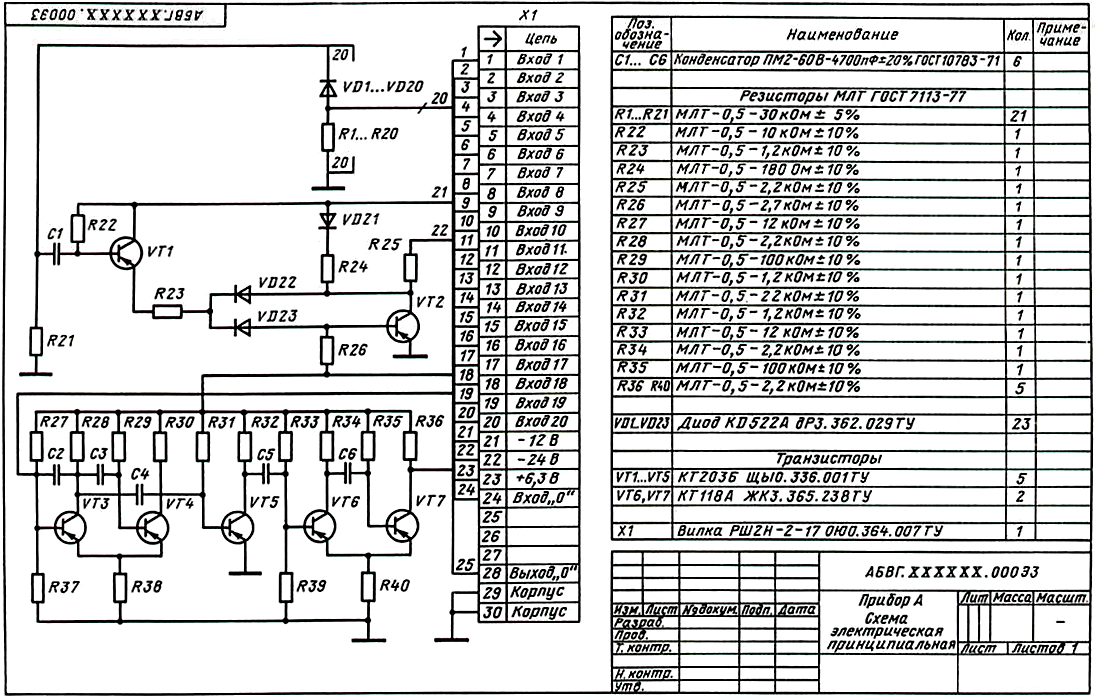 АБВГ.XXXXXX.000ЭЗ
X1
→ Цепь
1 Вход 1
2 Вход 2
3 Вход 3
4 Вход 4
5 Вход 5
6 Вход 6
7 Вход 7
8 Вход 8
9 Вход 9
10 Вход 10
11 Вход 11.
12 Вход 12
13 Вход 13
14 Вход 14
15 Вход 15
16 Вход 16
17 Вход 17
18 Вход 18
19 Вход 19
20 Вход 20
21 -12 В
22 -24 В
23 +6,3 В
24 Вход „0"
25
26
27
28 Выход „0"
29 Корпус
30 Корпус
1
2
3
4
5
6
7
8
9
10
11
12
13
14
15
16
17
18
19
20
21
22
23
24
25
20
VD1...VD20
20
R1...R20
20
21
C1
R22
VT1
VD21
22
R25
R24
R23
VD22
VD23
VT2
R21
R26
R27 R28 R29 R30 R31 R32 R33 R34 R35 R36
C2 C3 C5 C6
C4
VT3 VT4 VT5 VT6 VT7
R37 R38 R39 R40
Поз. обозна- чение Наименование Кол. Приме- чание
C1... C6 Конденсатор ПМ2-60В-4700пФ±20% ГОСТ10783-71 6
Резисторы МЛТ ГОСТ 7113-77
R1...R21 МЛТ-0,5-30кОм± 5% 21
R22 МЛТ-0,5-10кОм±10% 1
R23 МЛТ-0,5-1,2кОм±10% 1
R24 МЛТ-0,5-180 Ом±10% 1
R25 МЛТ-0,5-2,2кОм±10% 1
R26 МЛТ-0,5-2,7кОм±10% 1
R27 МЛТ-0,5-12кОм±10% 1
R28 МЛТ-0,5-2,2кОм±10% 1
R29 МЛТ-0,5-100кОм±10% 1
R30 МЛТ-0,5-1,2кОм±10% 1
R31 МЛТ-0,5-22кОм±10% 1
R32 МЛТ-0,5-1,2кОм±10% 1
R33 МЛТ-0,5-12кОм±10% 1
R34 МЛТ-0,5-2,2кОм±10% 1
R35 МЛТ-0,5-100кОм±10% 1
R36 R40 МЛТ-0,5-2,2кОм±10% 5
VD1..VD23 Диод КD522А дР3.362.029ТУ 23
Транзисторы
VT1...VT5 КТ203Б ЩЫ0.336.001ТУ 5
VT6,VT7 КТ118А ЖК3.365.238ТУ 2
X1 Вилка РШ2Н-2-17 0Ю0.364.007ТУ 1
АБВГ.XXXXXX.000ЭЗ
Изм. Лист № докум. Подп. Дата
Разраб.
Пров.
Т. контр.
Н. контр.
Утв.
Прибор А
Схема
электрическая
принципиальная
Лит Масса Масшт.
–
Лист Листов 1